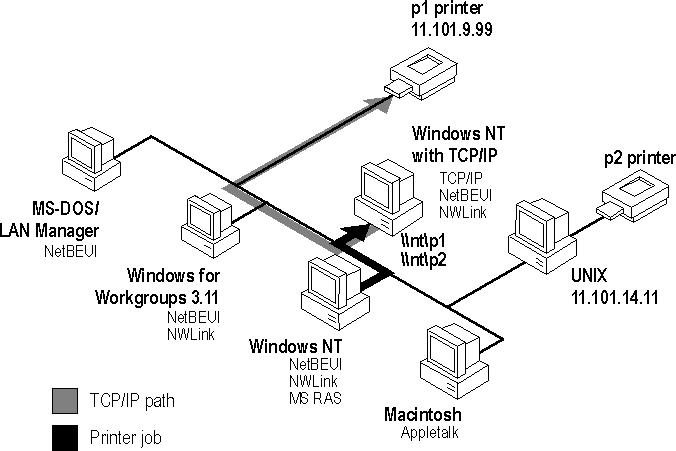 p1 printer
11.101.9.99
Windows NT
with TCP/IP
TCP/IP
NetBEUI
NWLink
\\nt\p1
\\nt\p2
p2 printer
MS-DOS/
LAN Manager
NetBEUI
Windows for
Workgroups 3.11
NetBEUI
NWLink
UNIX
11.101.14.11
Windows NT
NetBEUI
NWLink
MS RAS
Macintosh
Appletalk
TCP/IP path
Printer job